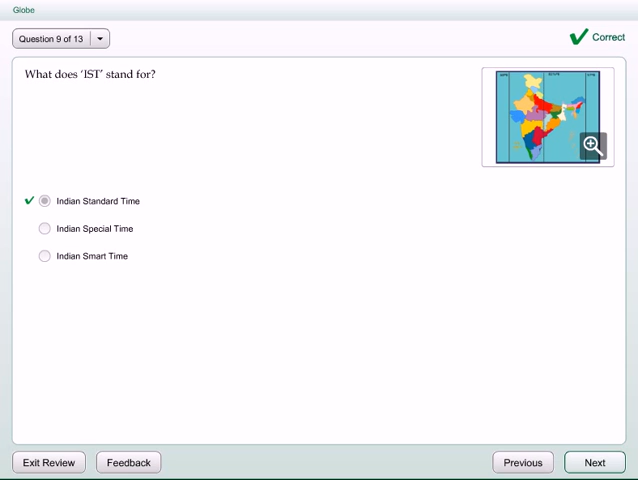 Globe
Question 9 of 13
Correct
What does ‘IST’ stand for?
Indian Standard Time
Indian Special Time
Indian Smart Time
Exit Review
Feedback
Previous
Next